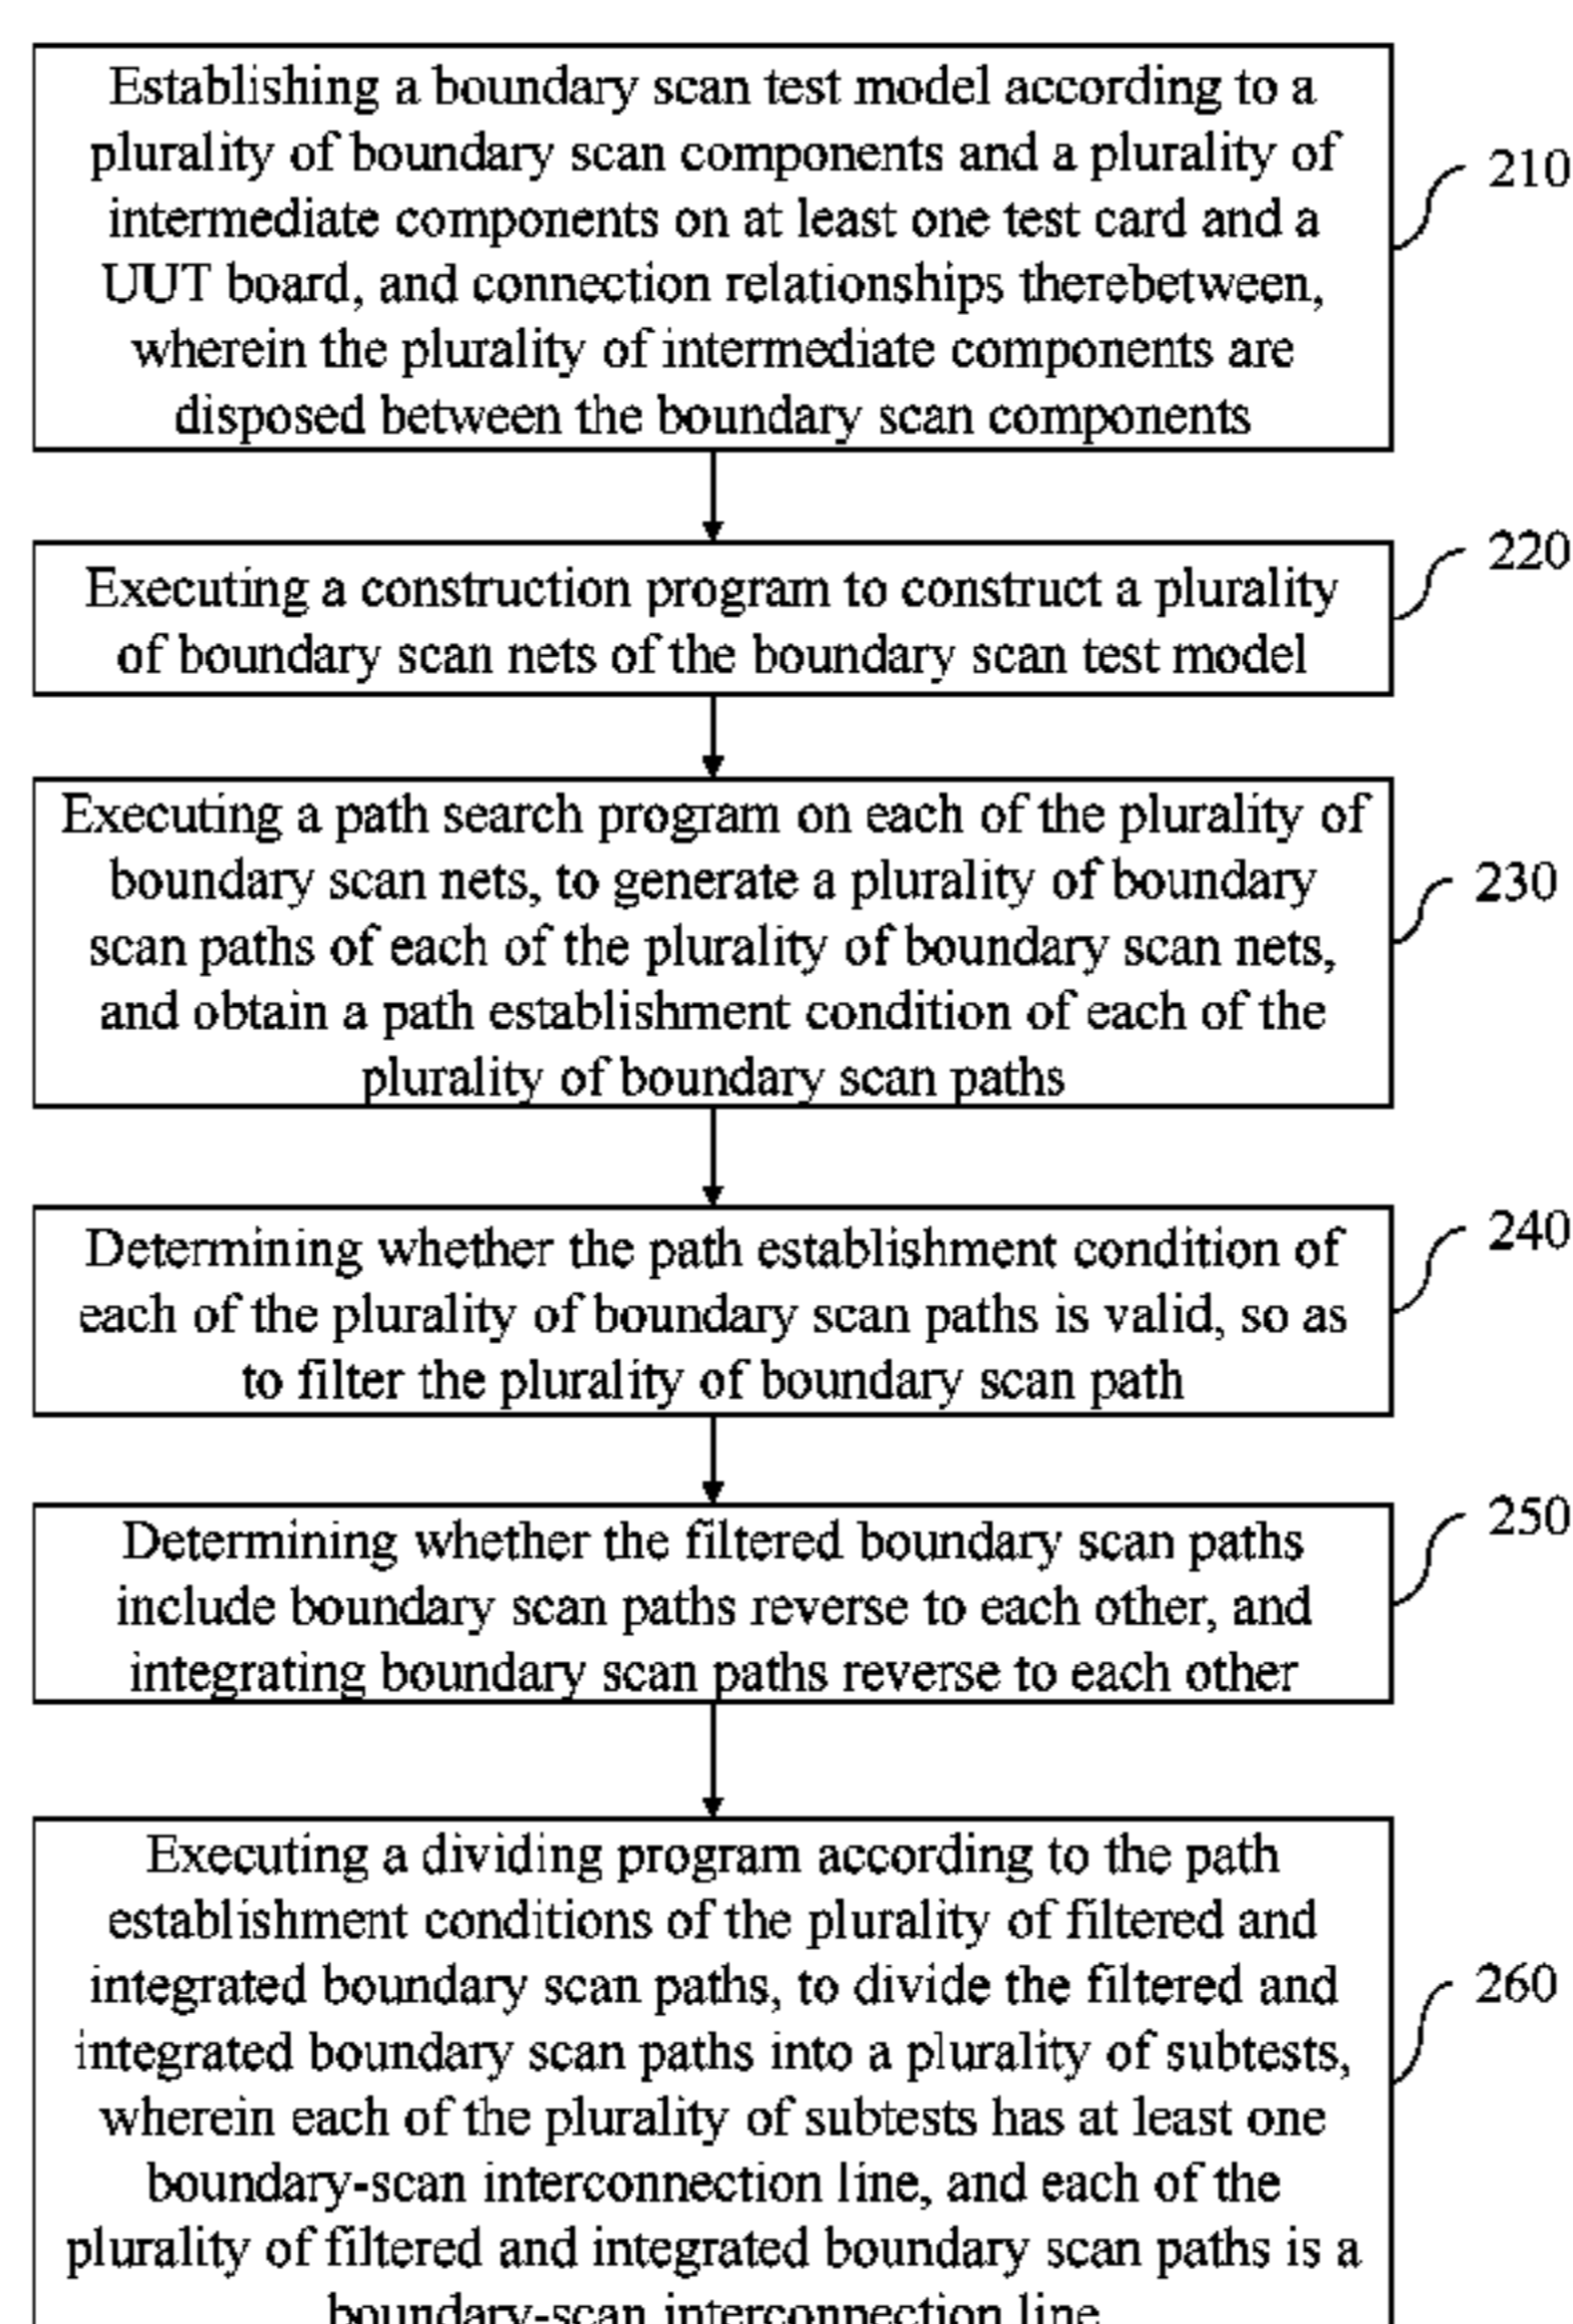 Establishing a boundary scan test model according to a
plurality of boundary scan components and a plurality of
intermediate components on at least one test card and a
UUT board, and connection relationships therebetween,
wherein the plurality of intermediate components are
disposed between the boundary scan components
210
Executing a construction program to construct a plurality
of boundary scan nets of the boundary scan test model
220
Executing a path search program on each of the plurality of
boundary scan nets, to generate a plurality of boundary
scan paths of each of the plurality of boundary scan nets,
and obtain a path establishment condition of each of the
plurality of boundary scan paths
230
Determining whether the path establishment condition of
each of the plurality of boundary scan paths is valid, so as
to filter the plurality of boundary scan path
240
Determining whether the filtered boundary scan paths
include boundary scan paths reverse to each other, and
integrating boundary scan paths reverse to each other
250
Executing a dividing program according to the path
establishment conditions of the plurality of filtered and
integrated boundary scan paths, to divide the filtered and
integrated boundary scan paths into a plurality of subtests,
wherein each of the plurality of subtests has at least one
boundary-scan interconnection line, and each of the
plurality of filtered and integrated boundary scan paths is a
boundary-scan interconnection line
260